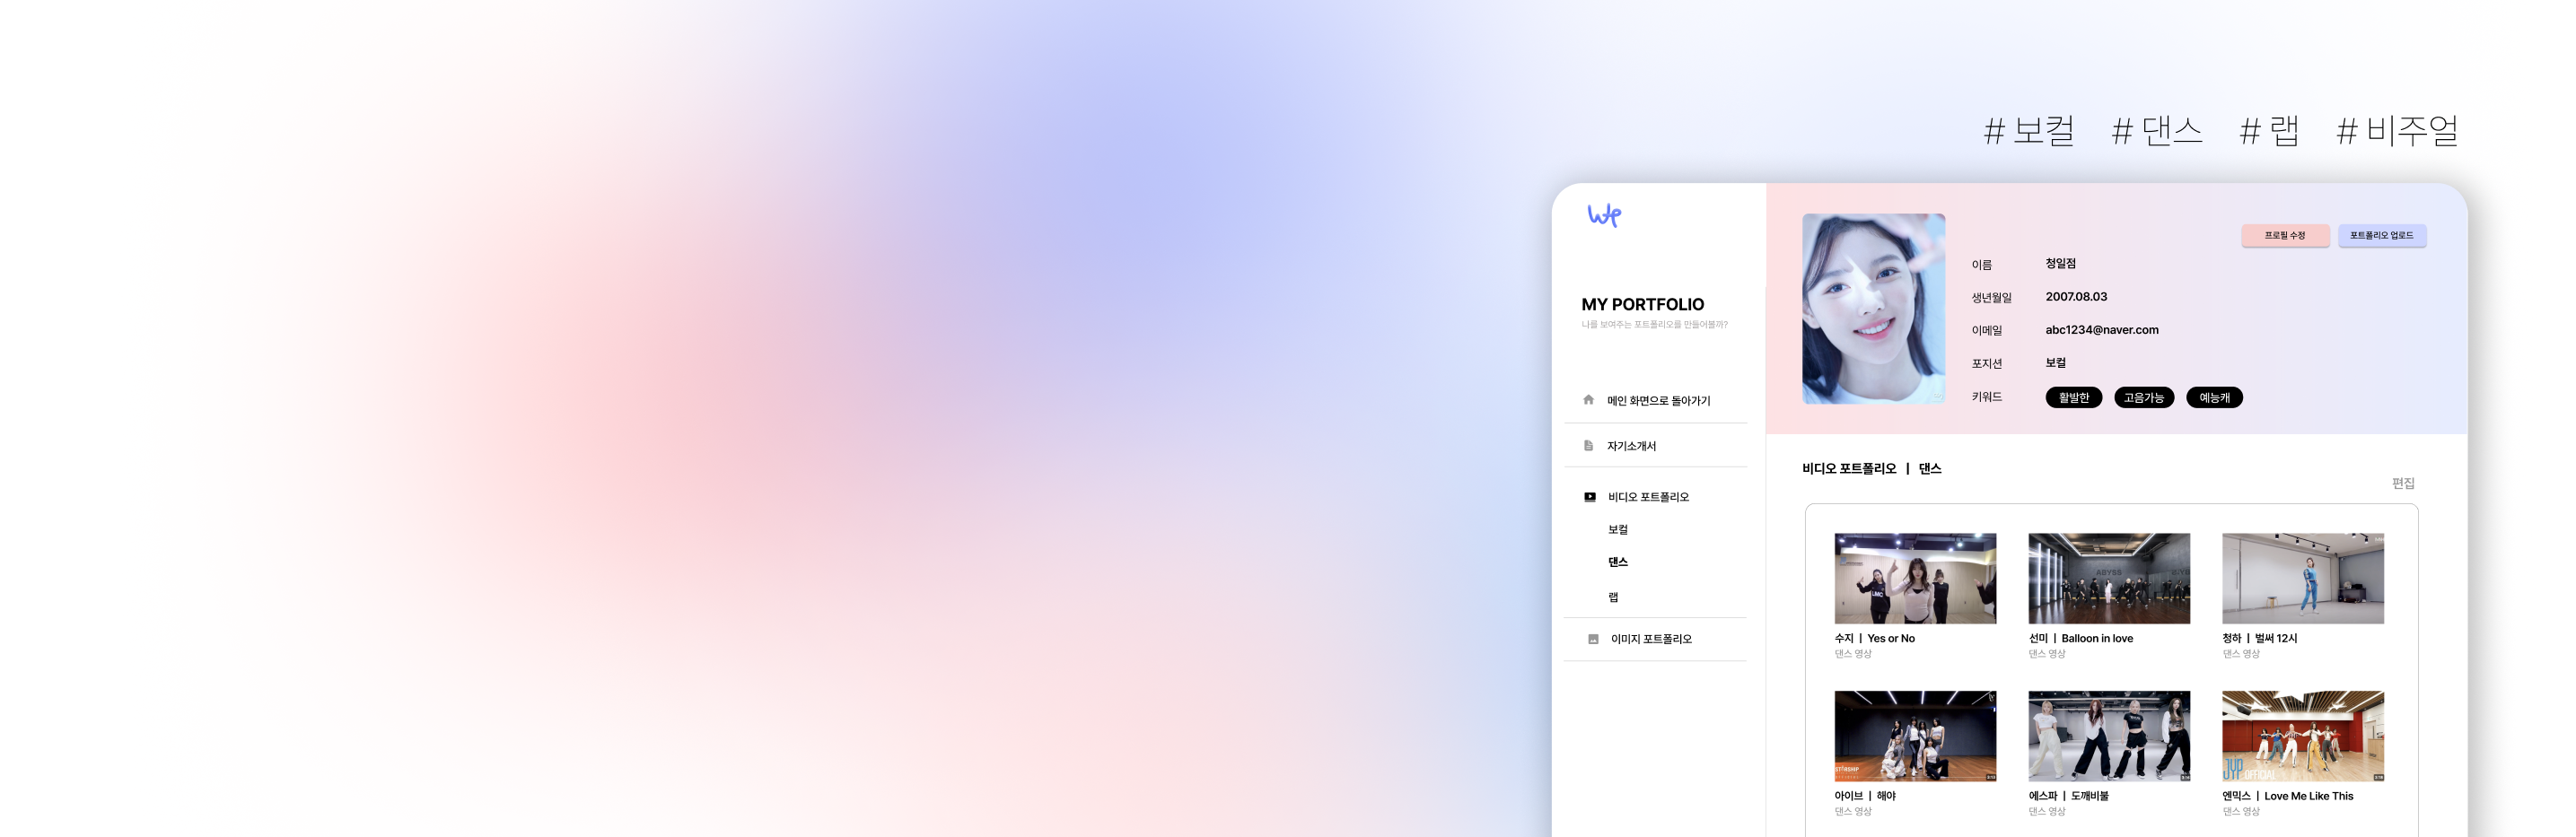 # 보컬 # 댄스 # 랩 # 비주얼
wtp
MY PORTFOLIO
나를 보여주는 포트폴리오를 만들어볼까?
메인 화면으로 돌아가기
자기소개서
비디오 포트폴리오
보컬
댄스
랩
이미지 포트폴리오
프로필 수정 포트폴리오 업로드
이름 청일점
생년월일 2007.08.03
이메일 abc1234@naver.com
포지션 보컬
키워드 활발한 고음가능 예능캐
비디오 포트폴리오 | 댄스
편집
LMC
ABYSS
수지 | Yes or No
댄스 영상
선미 | Balloon in love
댄스 영상
청하 | 벌써 12시
댄스 영상
STARSHIP
JYP OFFICIAL
아이브 | 해야
댄스 영상
에스파 | 도깨비불
댄스 영상
엔믹스 | Love Me Like This
댄스 영상